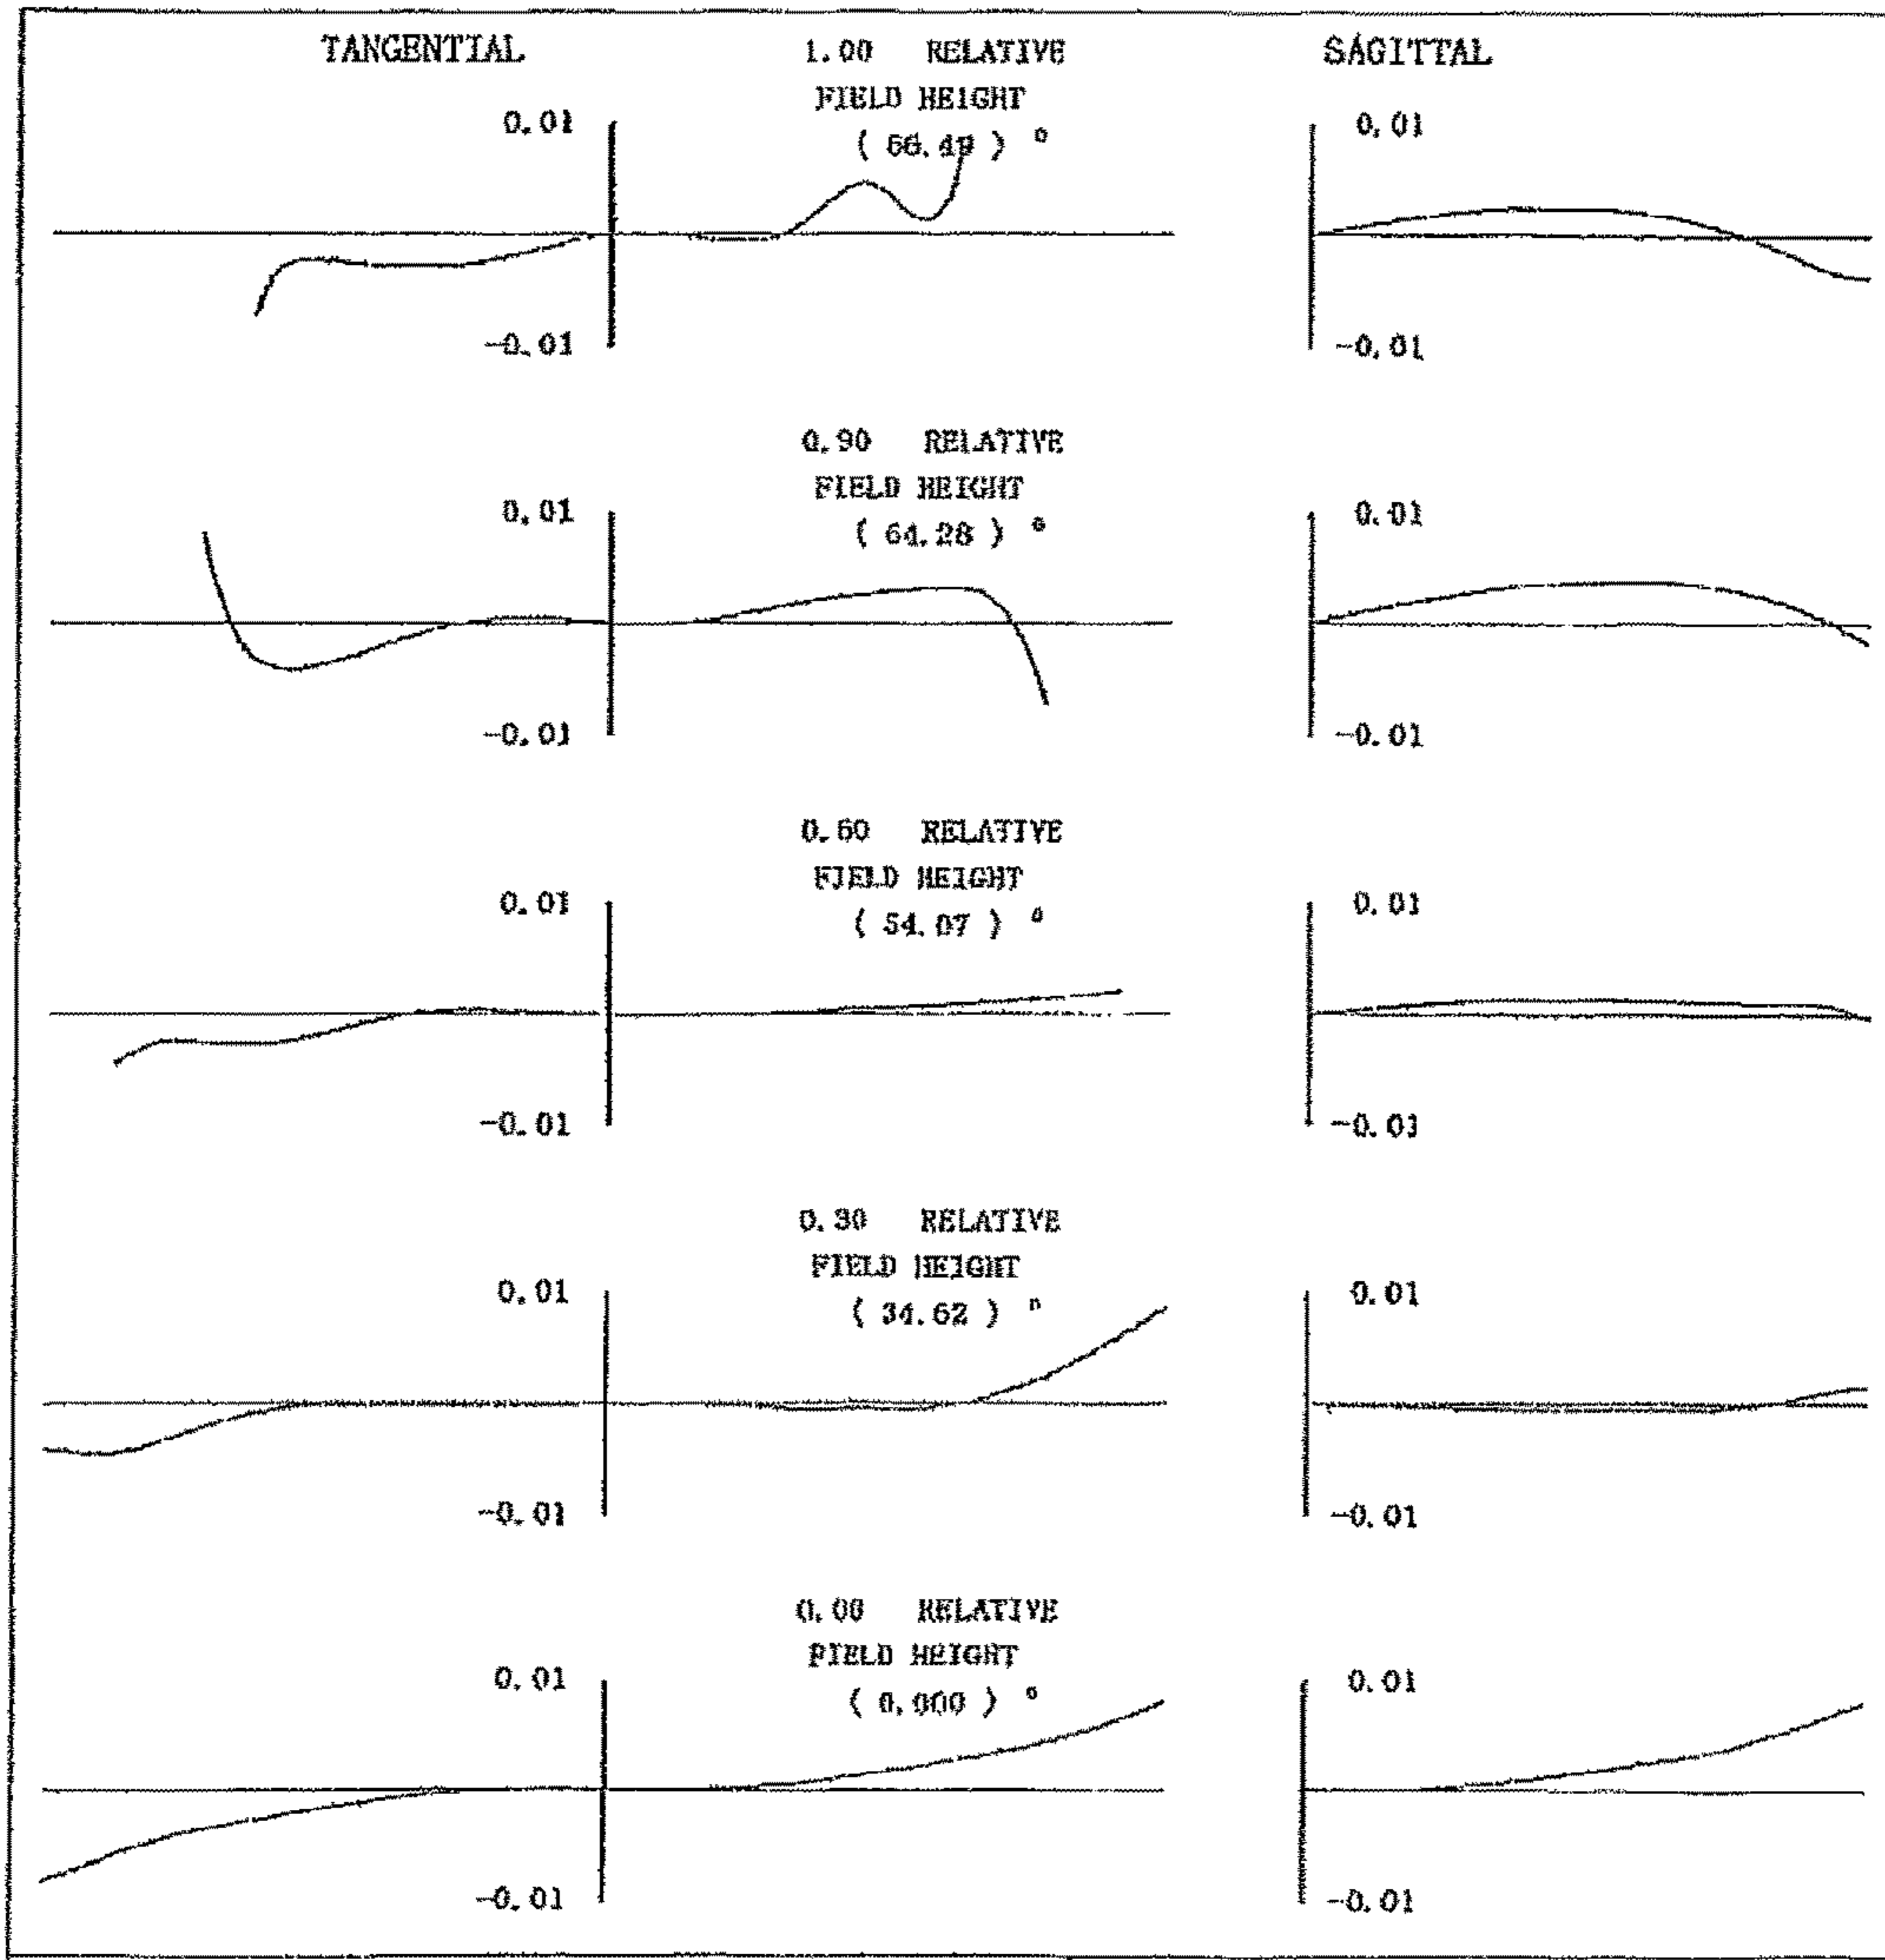 TANGENTIAL
1.00 RELATIVE
SAGITTAL
FIELD HEIGHT
0.01
( 66.49 ) °
0.01
-0.01
-0.01
0.90 RELATIVE
FIELD HEIGHT
0.01
( 64.28 ) °
0.01
-0.01
-0.01
0.60 RELATIVE
FIELD HEIGHT
0.01
( 54.07 ) °
0.01
-0.01
-0.01
0.30 RELATIVE
FIELD HEIGHT
0.01
( 34.62 ) °
0.01
-0.01
-0.01
0.00 RELATIVE
FIELD HEIGHT
0.01
( 0.000 ) °
0.01
-0.01
-0.01